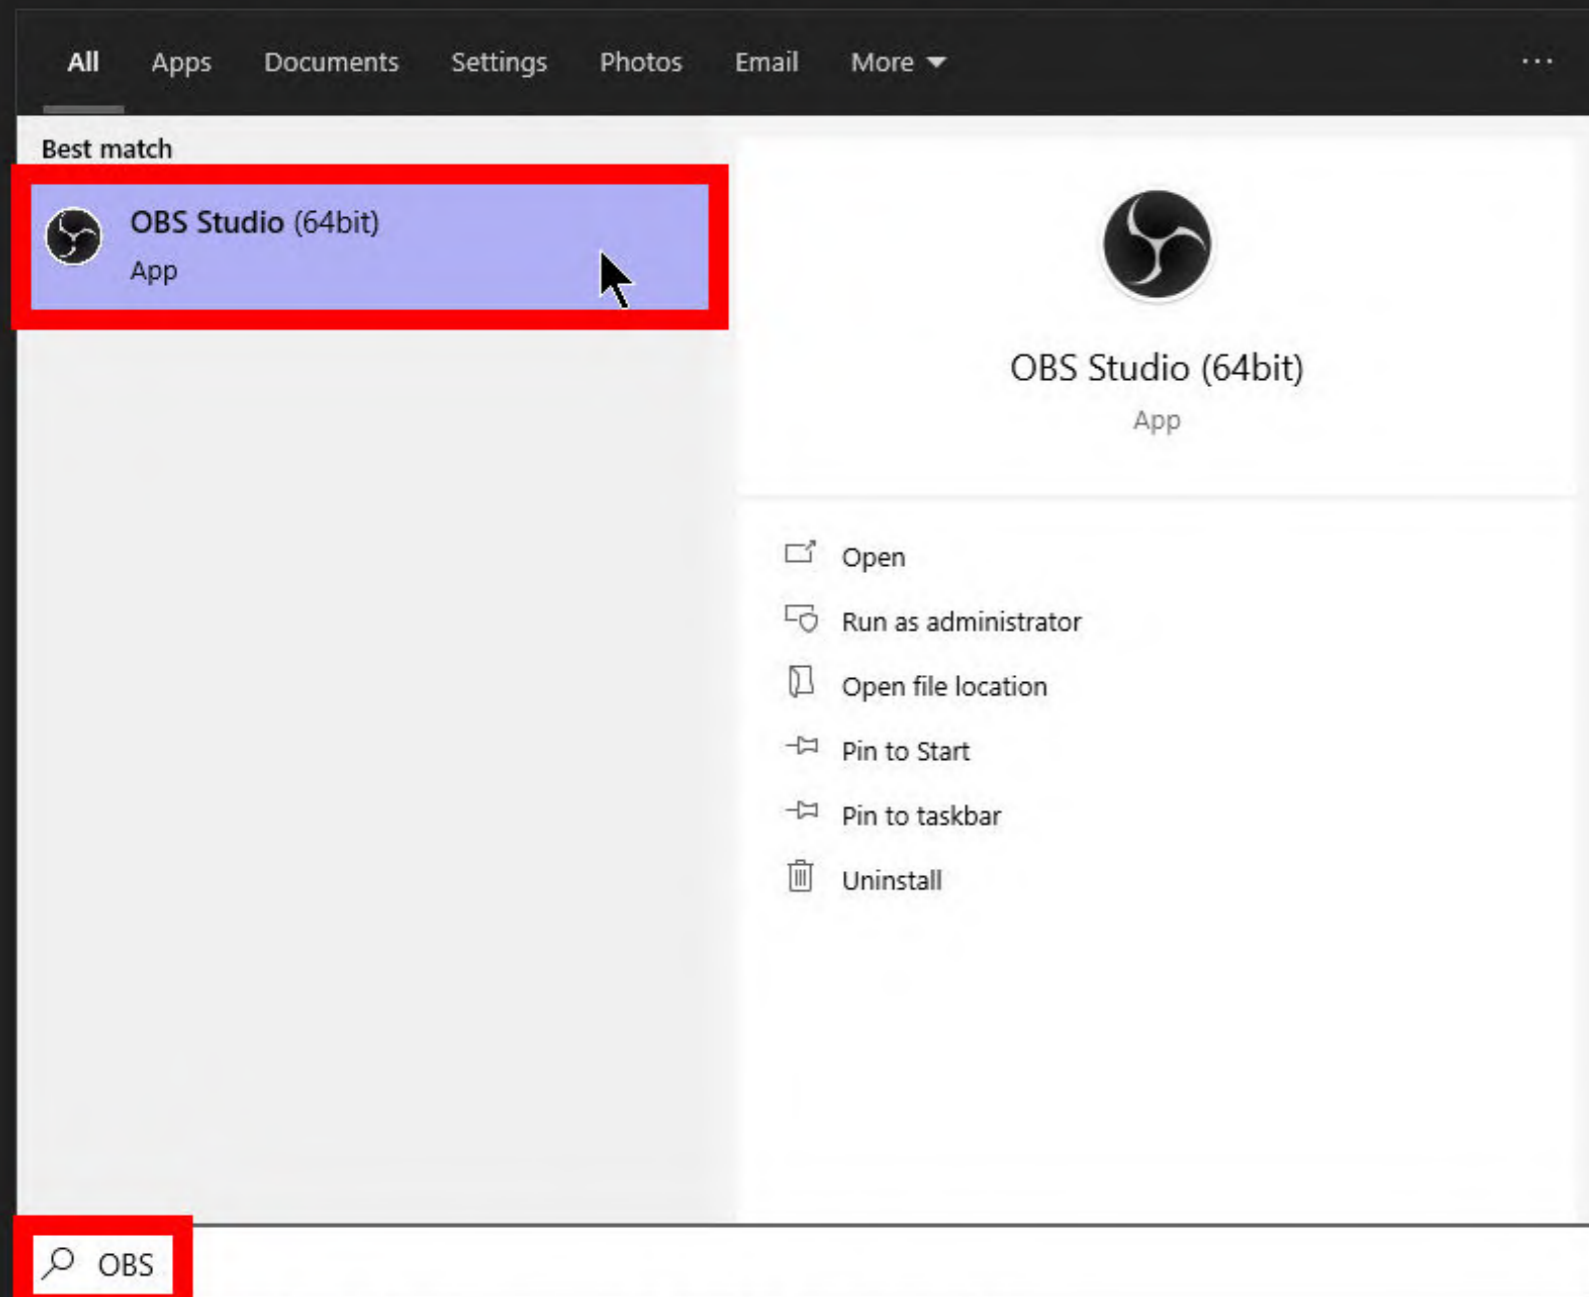 All Apps Documents Settings Photos Email More
Best match
OBS Studio (64bit)
App
OBS Studio (64bit)
App
Open
Run as administrator
Open file location
Pin to Start
Pin to taskbar
Uninstall
OBS